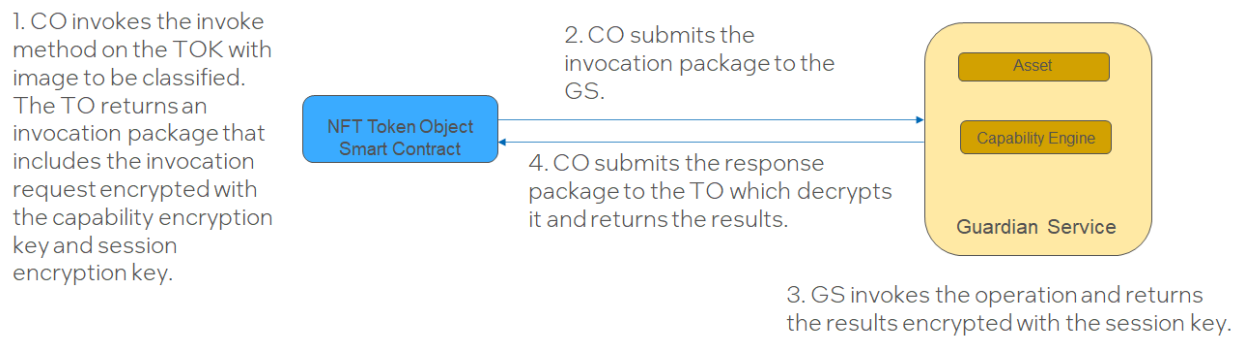 1. CO invokes the invoke
method on the TOK with
image to be classified.
The TO returns an
invocation package that
includes the invocation
request encrypted with
the capability encryption
key and session
encryption key.
NFT Token Object
Smart Contract
2. CO submits the
invocation package to the
GS.
4. CO submits the response
package to the TO which decrypts
it and returns the results.
Asset
Capability Engine
Guardian Service
3. GS invokes the operation and returns
the results encrypted with the session key.